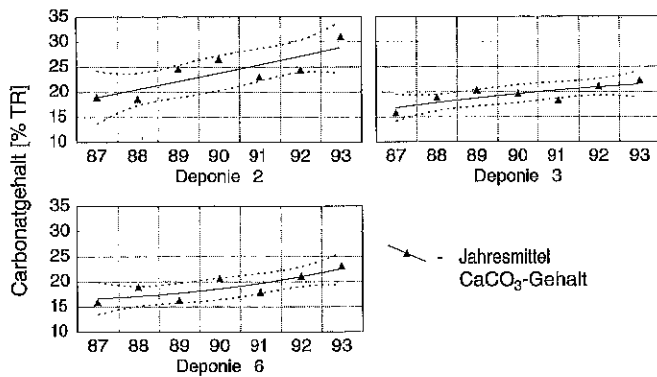 Carbonatgehalt [% TR]
35
30
25
20
15
10
87 88 89 90 91 92 93
Deponie 2
87 88 89 90 91 92 93
Deponie 3
35
30
25
20
15
10
87 88 89 90 91 92 93
Deponie 6
- Jahresmittel
CaCO₃-Gehalt